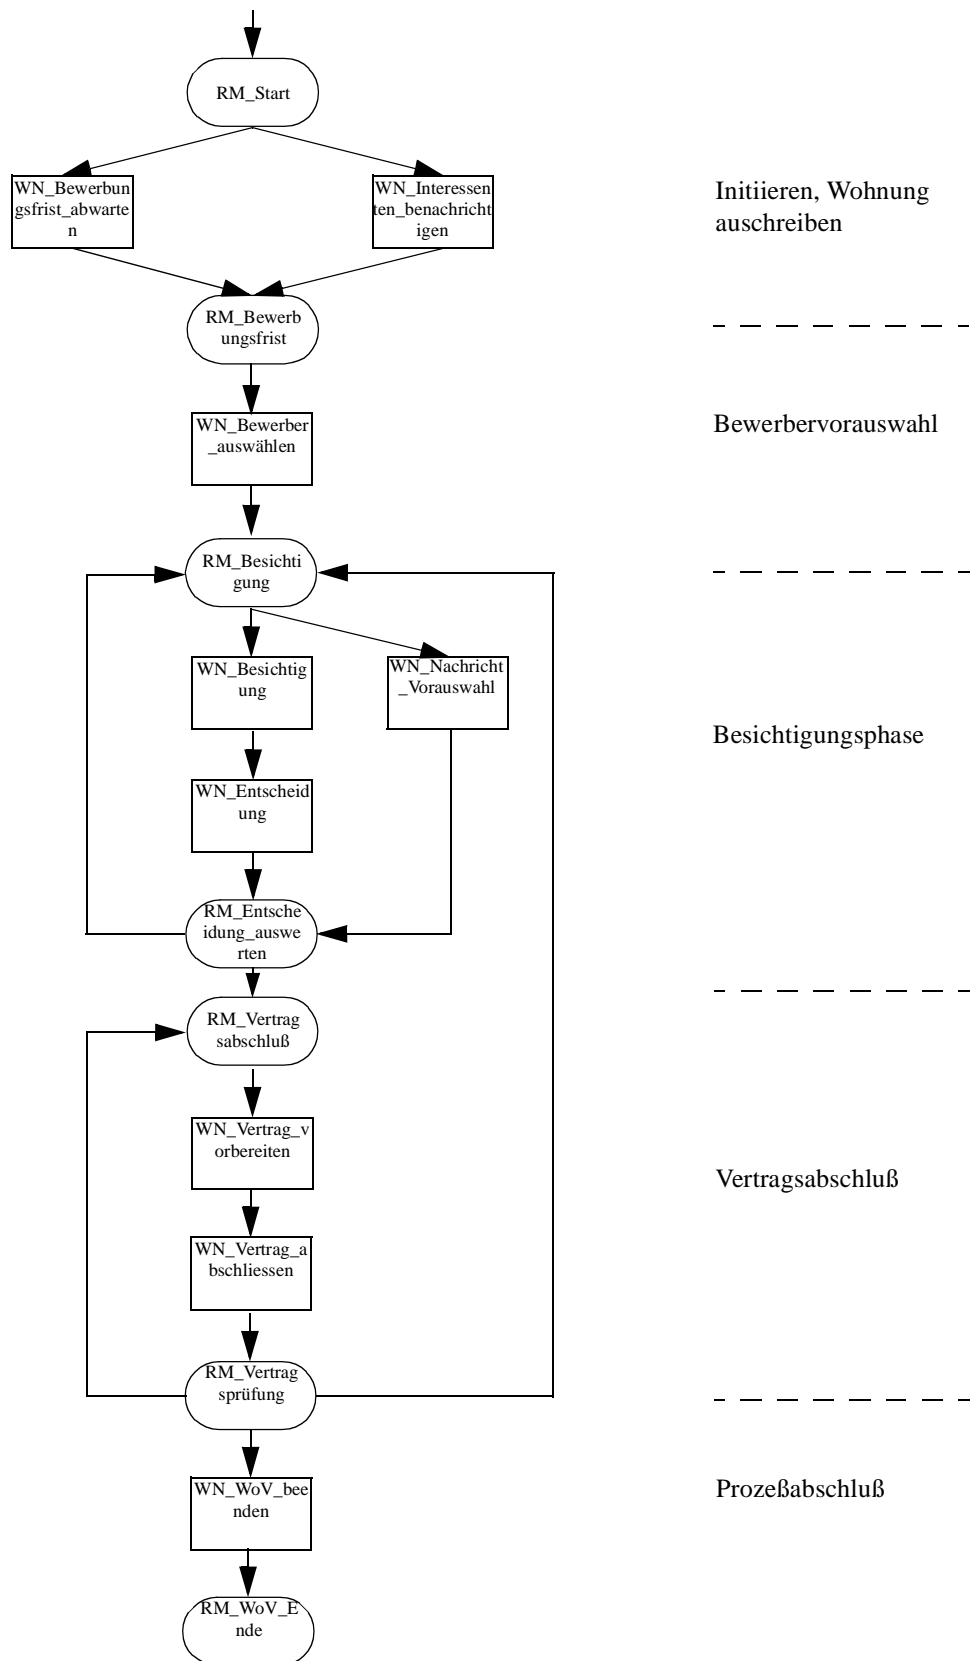 RM_Start
WN_Bewerbun
gsfrist_abwarte
n
WN_Interessen
ten_benachricht
igen
Initiieren, Wohnung
auschreiben
RM_Bewerb
ungsfrist
WN_Bewerber
_auswählen
Bewerbervorauswahl
RM_Besichti
gung
WN_Besichtig
ung
WN_Nachricht
_Vorauswahl
Besichtigungsphase
WN_Entscheid
ung
RM_Entsche
idung_auswe
rten
RM_Vertrag
sabschluß
WN_Vertrag_v
orbereiten
Vertragsabschluß
WN_Vertrag_a
bschliessen
RM_Vertrag
sprüfung
WN_WoV_bee
nden
Prozeßabschluß
RM_WoV_E
nde